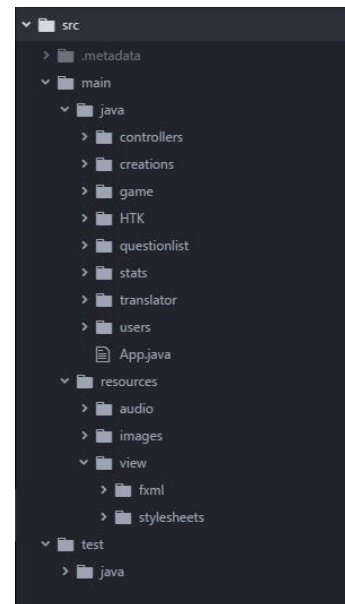 src
.metadata
main
java
controllers
creations
game
HTK
questionlist
stats
translator
users
App.java
resources
audio
images
view
fxml
stylesheets
test
java